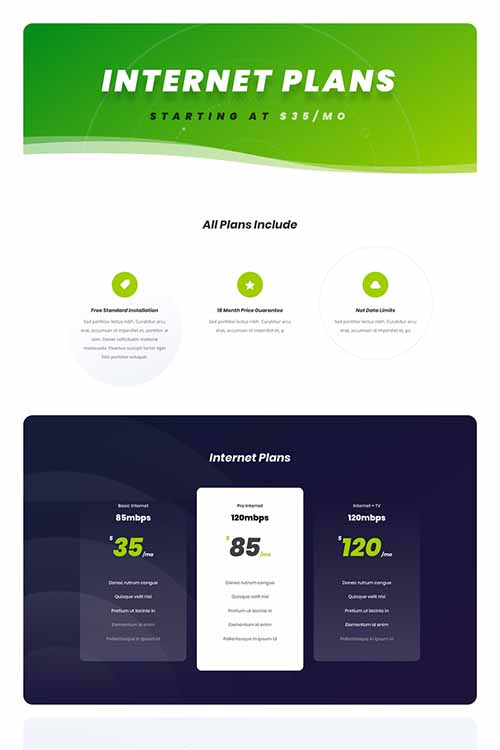 INTERNET PLANS
STARTING AT $35/MO
All Plans Include
Free Standard Installation
Sed porttitor lectus nibh. Curabitur arcu
erat, accumsan id imperdiet et, porttitor at
sem. Donec sollicitudin molestie
malesuada. Vivamus suscipit tortor eget
felis porttitor volutpat.
18 Month Price Guarantee
Sed porttitor lectus nibh. Curabitur arcu
erat, accumsan id imperdiet et, p
Not Data Limits
Sed porttitor lectus nibh. Curabitur arcu
erat, accumsan id imperdiet et, po
Internet Plans
Basic Internet
85mbps
$35/mo
Donec rutrum congue
Quisque velit nisi
Pretium ut lacinia in
Elementum id enim
Pellentesque in ipsum id
Pro Internet
120mbps
$85/mo
Donec rutrum congue
Quisque velit nisi
Pretium ut lacinia in
Elementum id enim
Pellentesque in ipsum id
Internet + TV
120mbps
$120/mo
Donec rutrum congue
Quisque velit nisi
Pretium ut lacinia in
Elementum id enim
Pellentesque in ipsum id